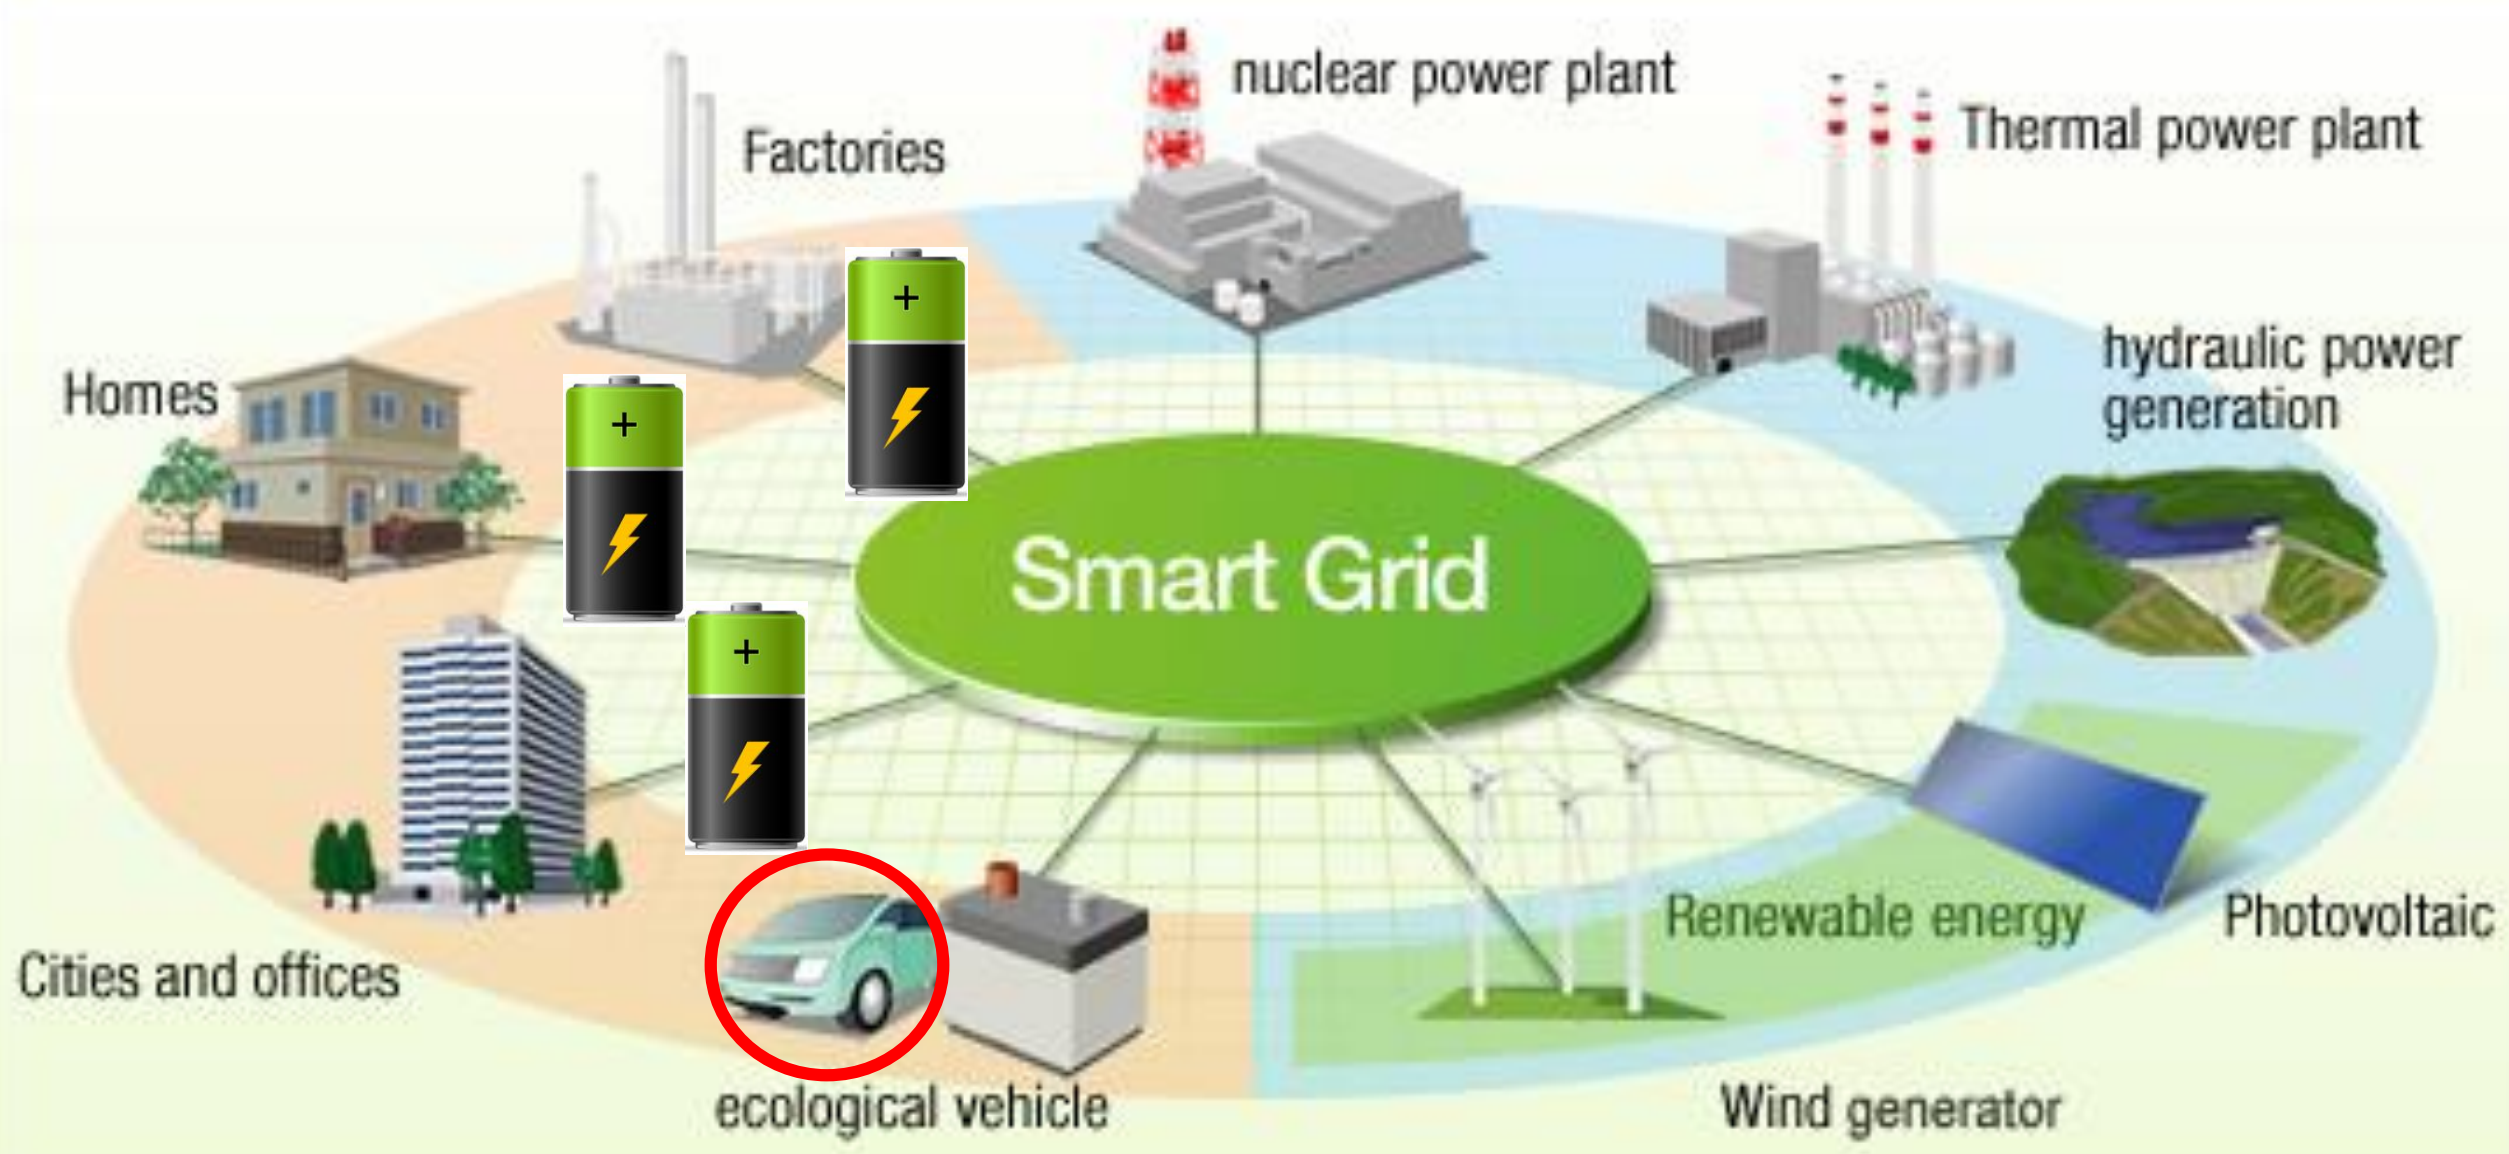 nuclear power plant
Factories
Thermal power plant
hydraulic power
generation
Homes
+
+
Smart Grid
+
Renewable energy
Photovoltaic
Cities and offices
ecological vehicle
Wind generator